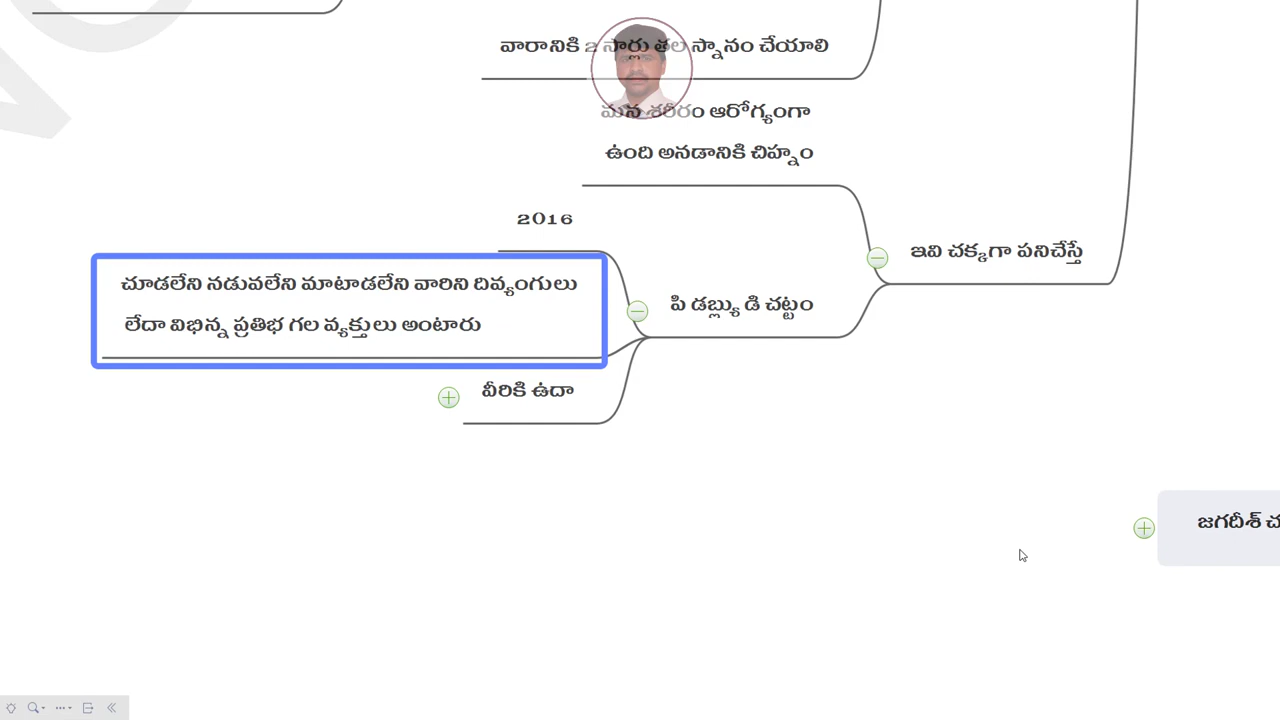 వారానికి 2 సార్లు తల స్నానం చేయాలి
మన శరీరం ఆరోగ్యంగా
ఉంది అనడానికి చిహ్నం
2016
ఇవి చక్కగా పనిచేస్తే
చూడలేని నడువలేని మాటాడలేని వారిని దివ్యంగులు
లేదా విభిన్న ప్రతిభ గల వ్యక్తులు అంటారు
పి డబ్ల్యు డి చట్టం
వీరికి ఉదా
జగదీశ్